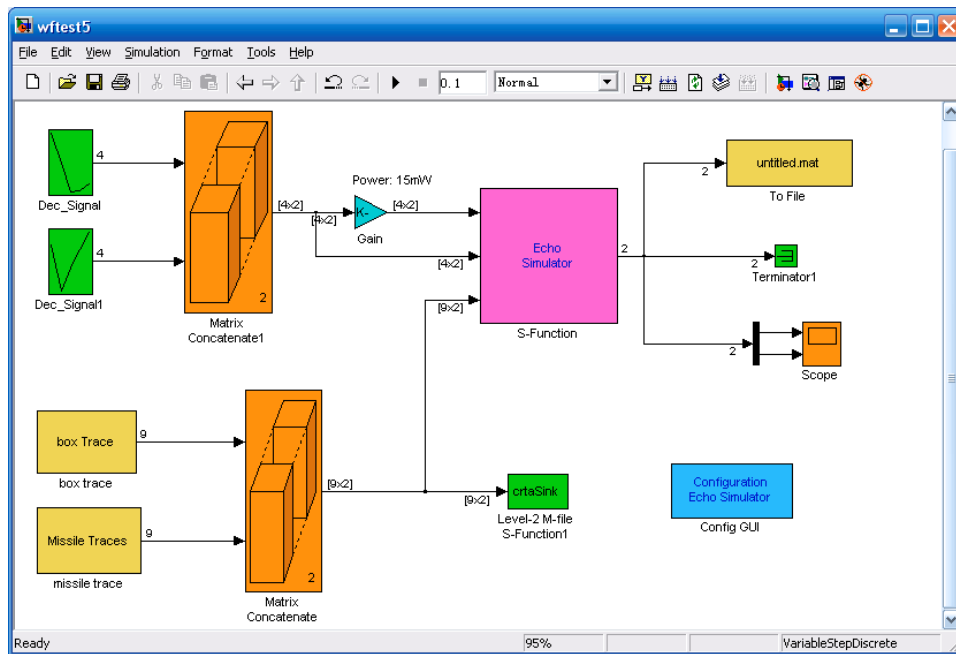 wftest5
File Edit View Simulation Format Tools Help
0.1 Normal
4
Dec_Signal
4
Dec_Signal1
2
Matrix
Concatenate1
[4x2]
[4x2]
Power: 15mW
K-
Gain
[4x2]
[4x2]
[9x2]
Echo
Simulator
S-Function
2
2
untitled.mat
To File
2
Terminator1
2
Scope
box Trace
9
box trace
Missile Traces
9
missile trace
2
Matrix
Concatenate
[9x2]
[9x2]
crtaSink
Level-2 M-file
S-Function1
Configuration
Echo Simulator
Config GUI
Ready 95% VariableStepDiscrete